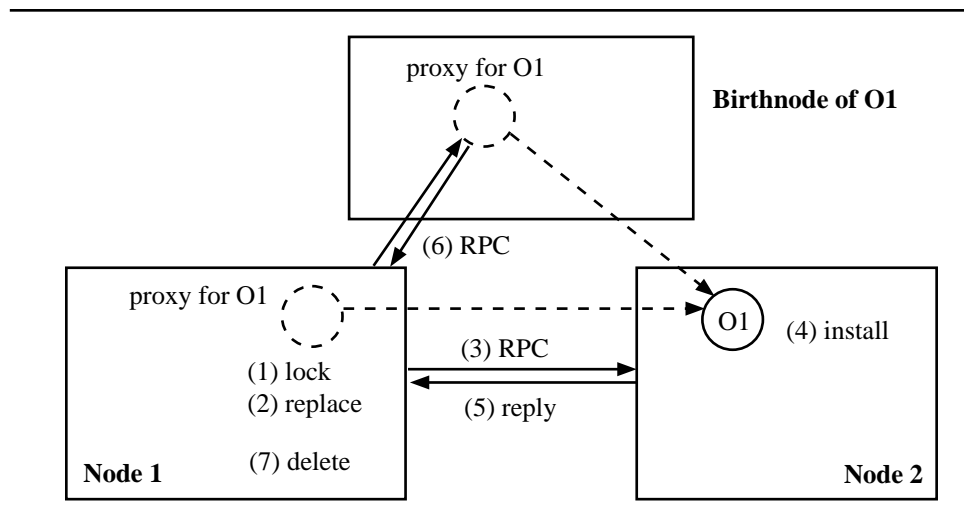 proxy for O1
Birthnode of O1
(6) RPC
proxy for O1
O1
(4) install
(3) RPC
(1) lock
(2) replace
(5) reply
(7) delete
Node 1
Node 2